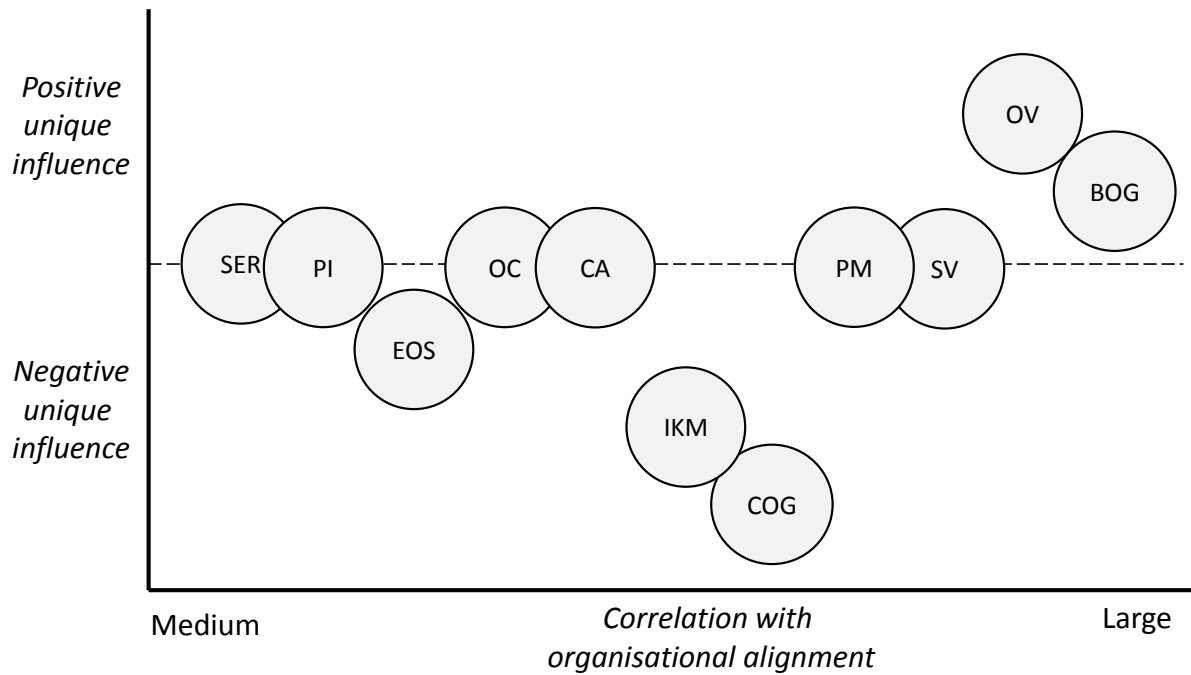 Positive
unique
influence
OV
BOG
SER
PI
OC
CA
PM
SV
EOS
Negative
unique
influence
IKM
COG
Medium
Correlation with
organisational alignment
Large